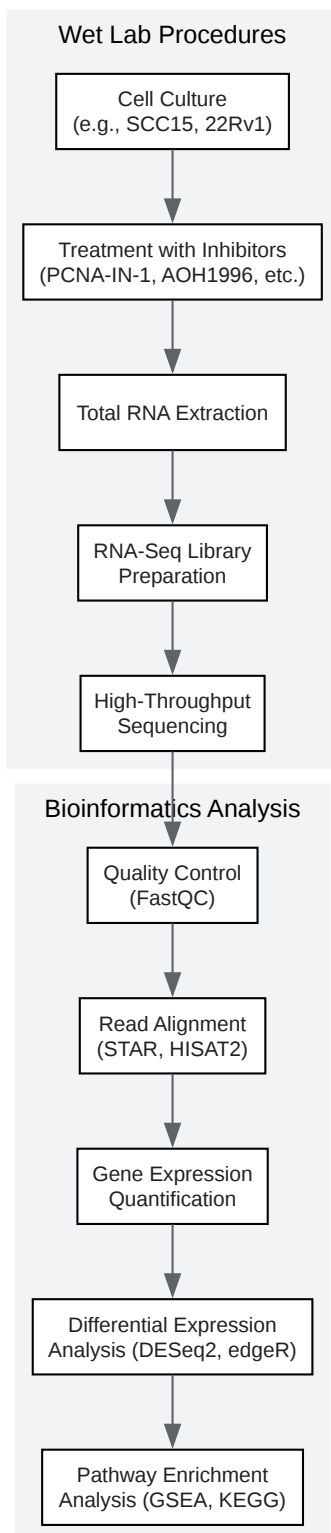 Wet Lab Procedures
Cell Culture
(e.g., SCC15, 22Rv1)
Treatment with Inhibitors
(PCNA-IN-1, AOH1996, etc.)
Total RNA Extraction
RNA-Seq Library
Preparation
High-Throughput
Sequencing
Bioinformatics Analysis
Quality Control
(FastQC)
Read Alignment
(STAR, HISAT2)
Gene Expression
Quantification
Differential Expression
Analysis (DESeq2, edgeR)
Pathway Enrichment
Analysis (GSEA, KEGG)